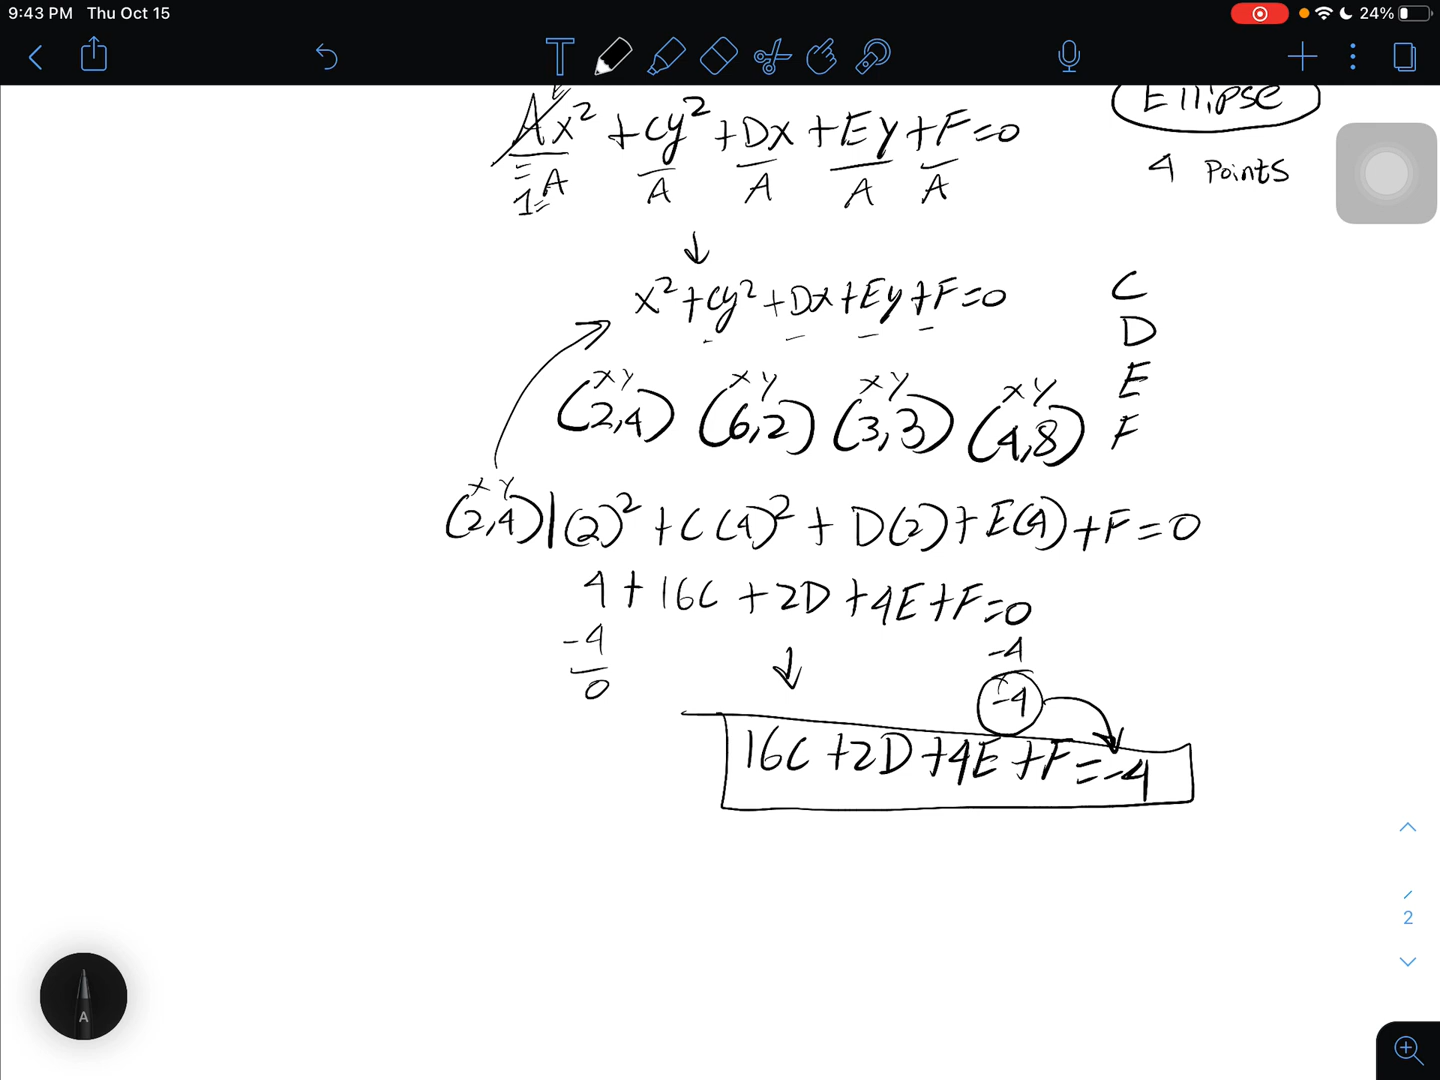 9:43 PM Thu Oct 15
24%
T
Ellipse
Ax² + Cy² + Dx + Ey + F = 0
A A A A A
= 1 =
4 Points
↓
x² + Cy² + Dx + Ey + F = 0
C
D
E
F
x y x y x y x y
(2,4) (6,2) (3,3) (4,8)
x y
(2,4) | (2)² + C(4)² + D(2) + E(4) + F = 0
4 + 16C + 2D + 4E + F = 0
-4 -4
0 ↓ -4
16C + 2D + 4E + F = -4
2
A